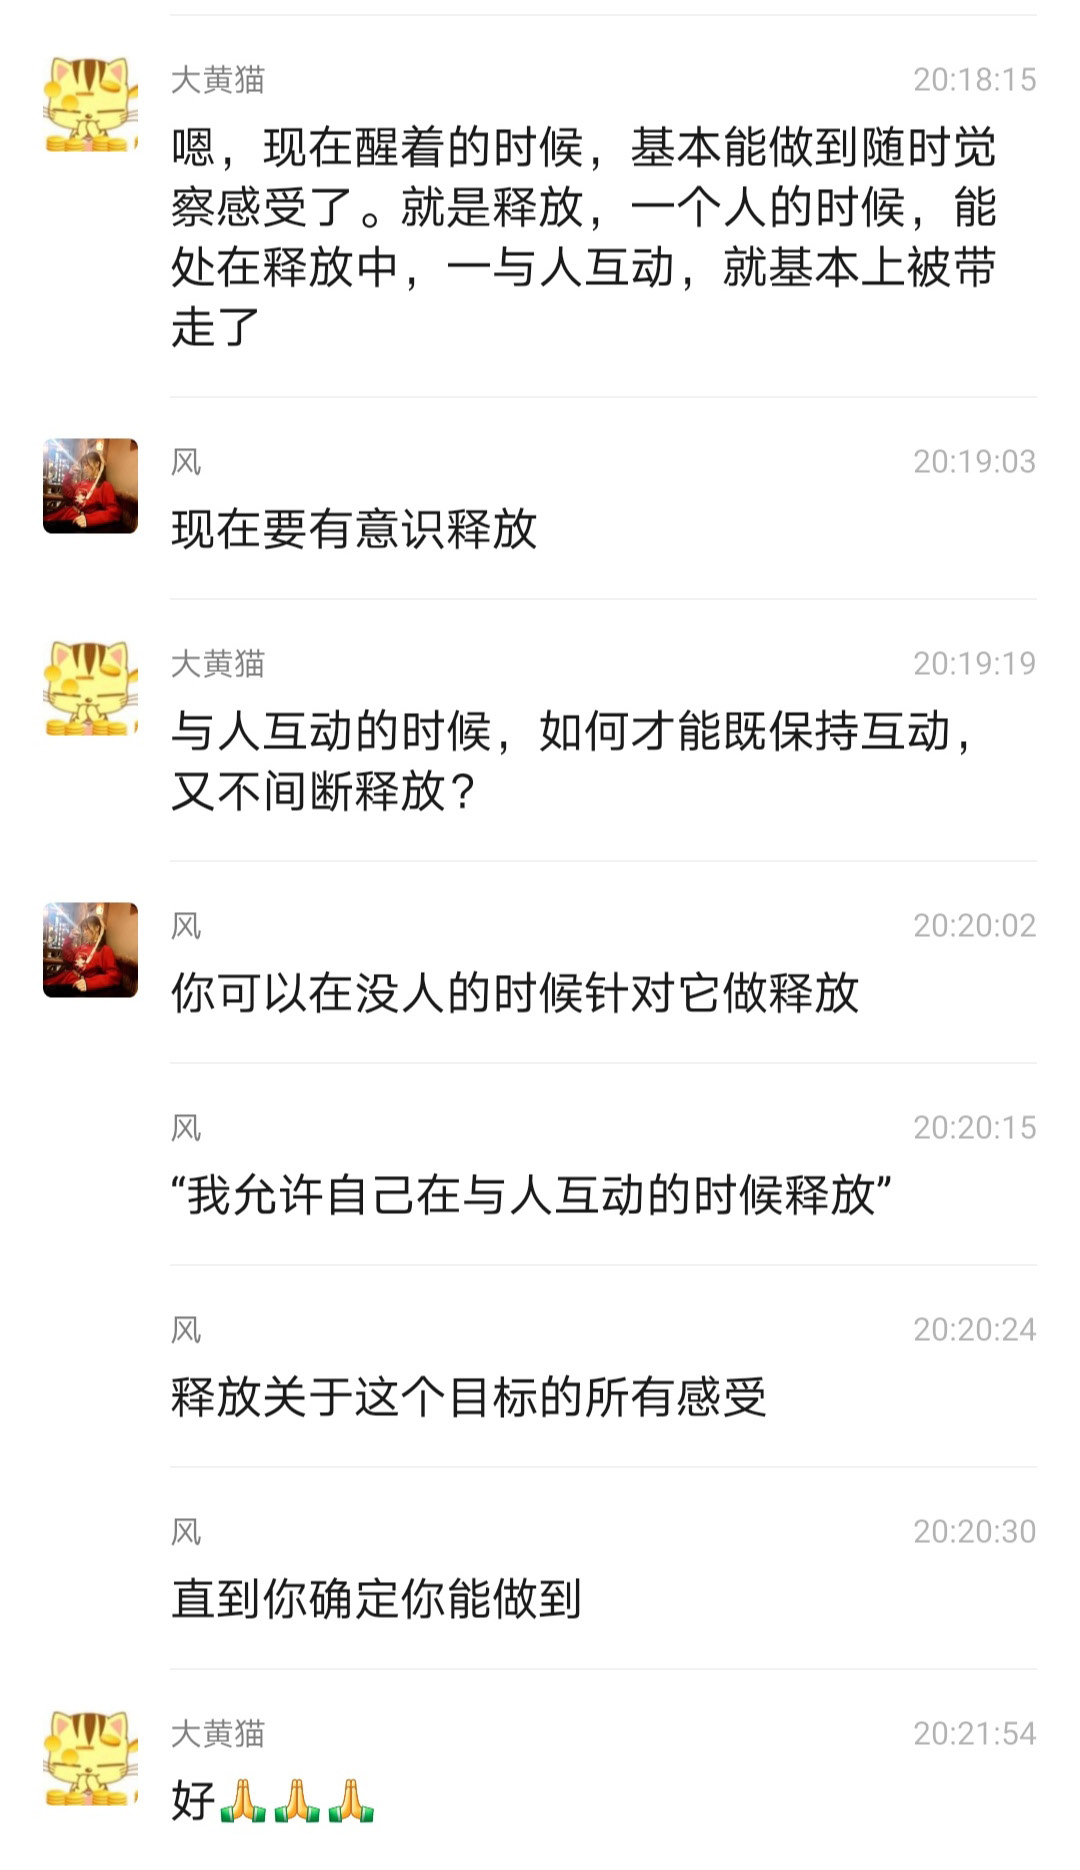 大黄猫
20:18:15
嗯，现在醒着的时候，基本能做到随时觉
察感受了。就是释放，一个人的时候，能
处在释放中，一与人互动，就基本上被带
走了
风
20:19:03
现在要有意识释放
大黄猫
20:19:19
与人互动的时候，如何才能既保持互动，
又不间断释放？
风
20:20:02
你可以在没人的时候针对它做释放
风
20:20:15
“我允许自己在与人互动的时候释放”
风
20:20:24
释放关于这个目标的所有感受
风
20:20:30
直到你确定你能做到
大黄猫
20:21:54
好🙏🙏🙏